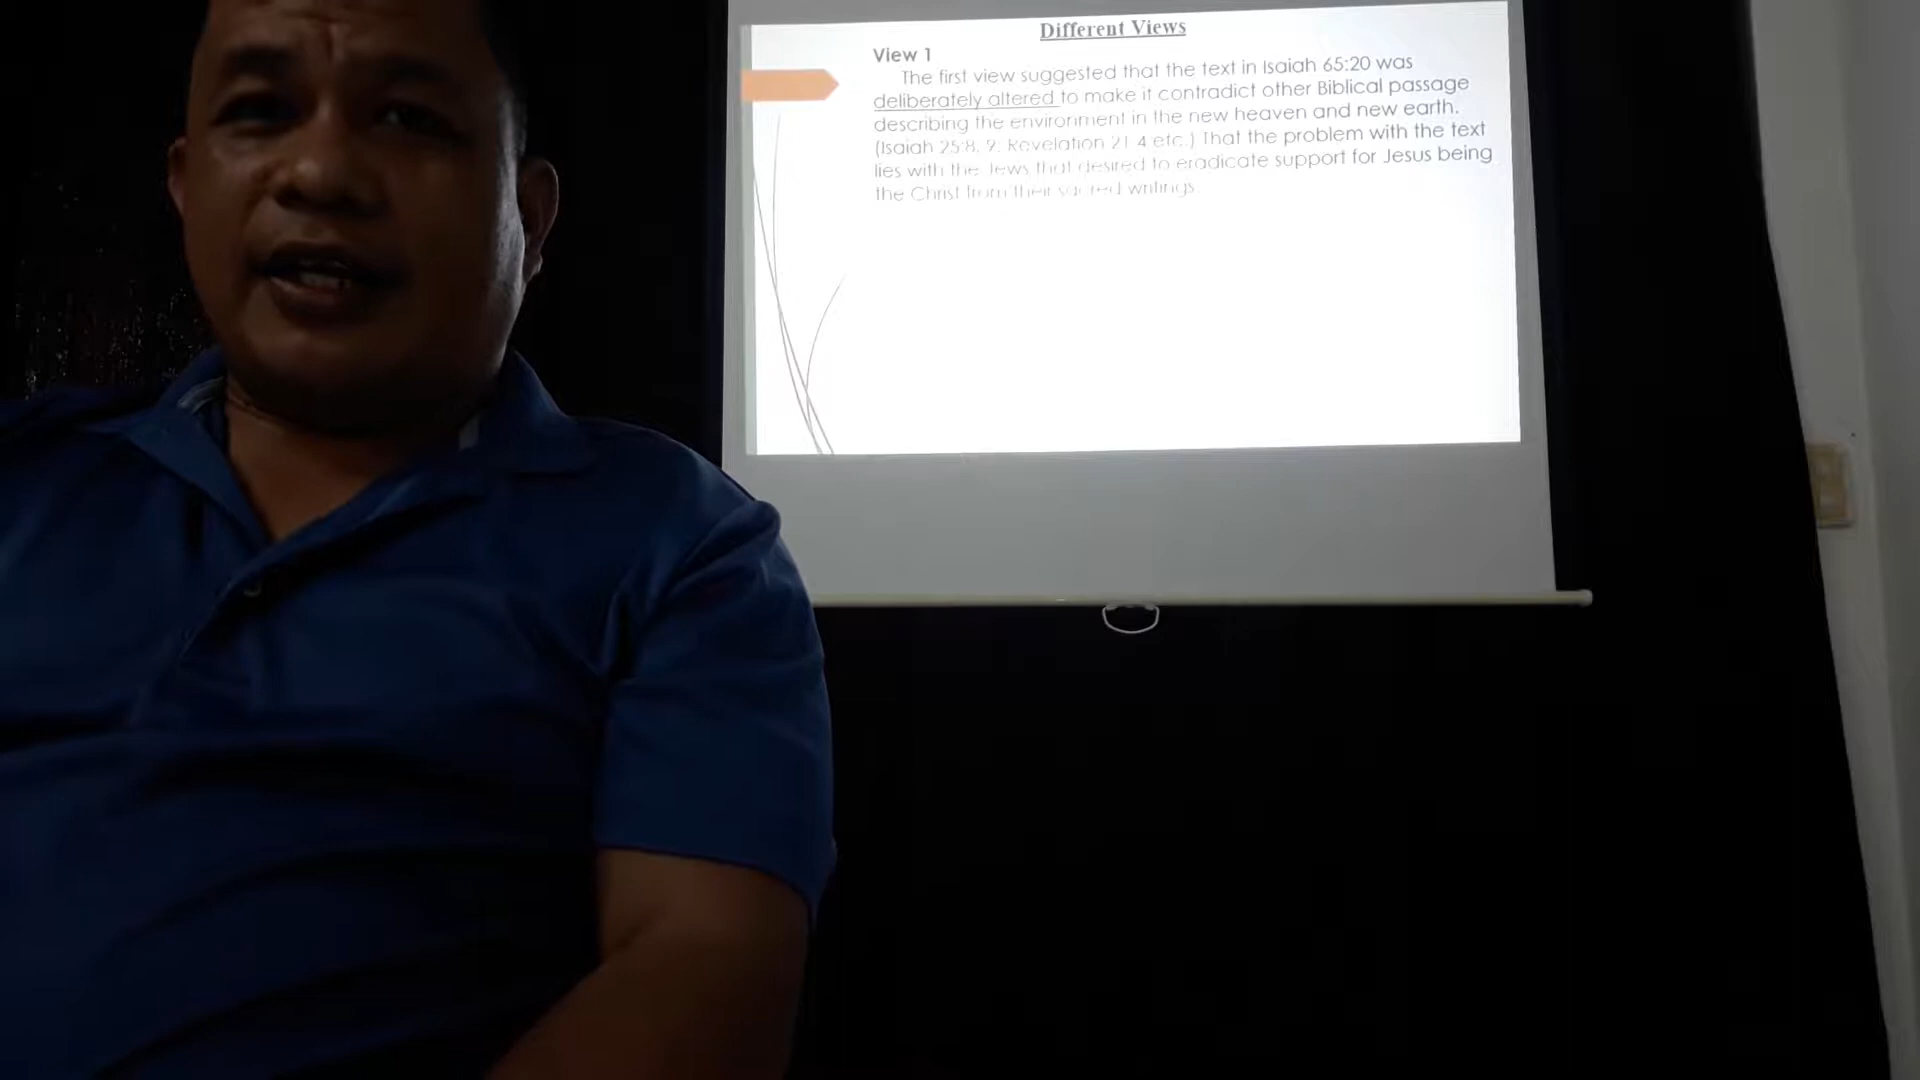 Different Views
View 1
The first view suggested that the text in Isaiah 65:20 was
deliberately altered to make it contradict other Biblical passage
describing the environment in the new heaven and new earth.
(Isaiah 25:8, 9; Revelation 21:4 etc.) That the problem with the text
lies with the Jews that desired to eradicate support for Jesus being
the Christ from their sacred writings.